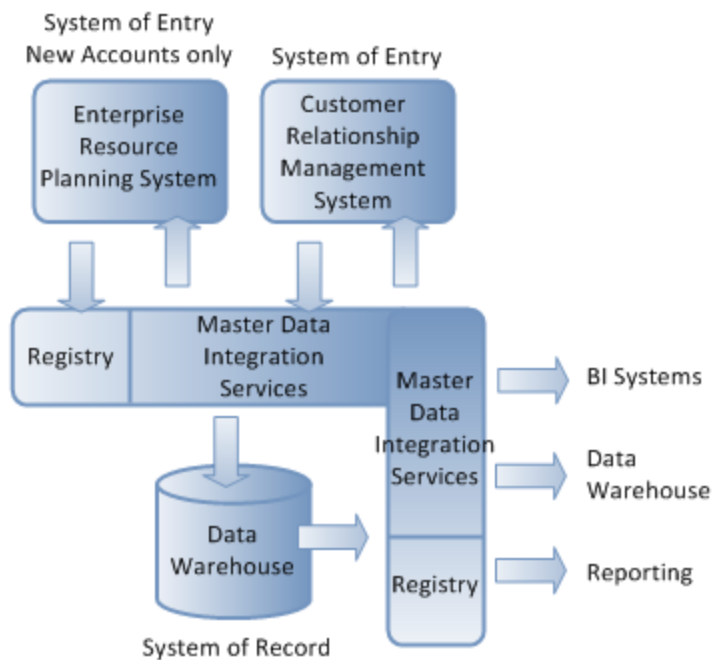 System of Entry
New Accounts only
System of Entry
Enterprise
Resource
Planning System
Customer
Relationship
Management
System
Registry
Master Data
Integration
Services
Master
Data
Integration
Services
Registry
BI Systems
Data
Warehouse
Reporting
Data
Warehouse
System of Record